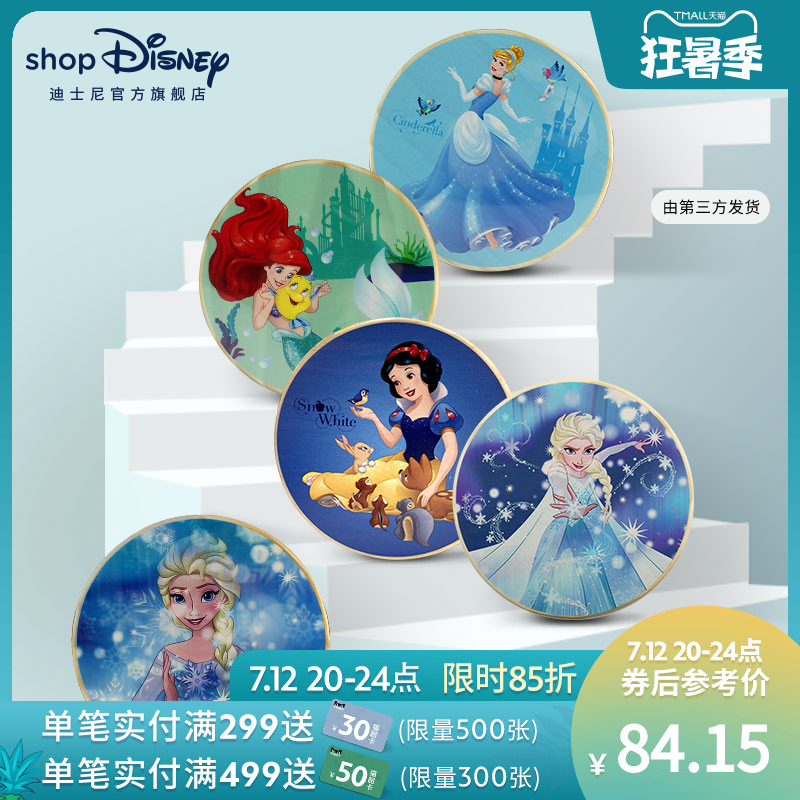 shop Disney
迪士尼官方旗舰店
TMALL天猫
狂暑季
Cinderella
由第三方发货
Snow
White
7.12 20-24点 限时85折
7.12 20-24点
券后参考价
¥ 84.15
单笔实付满299送 ¥30 (限量500张)
单笔实付满499送 ¥50 (限量300张)